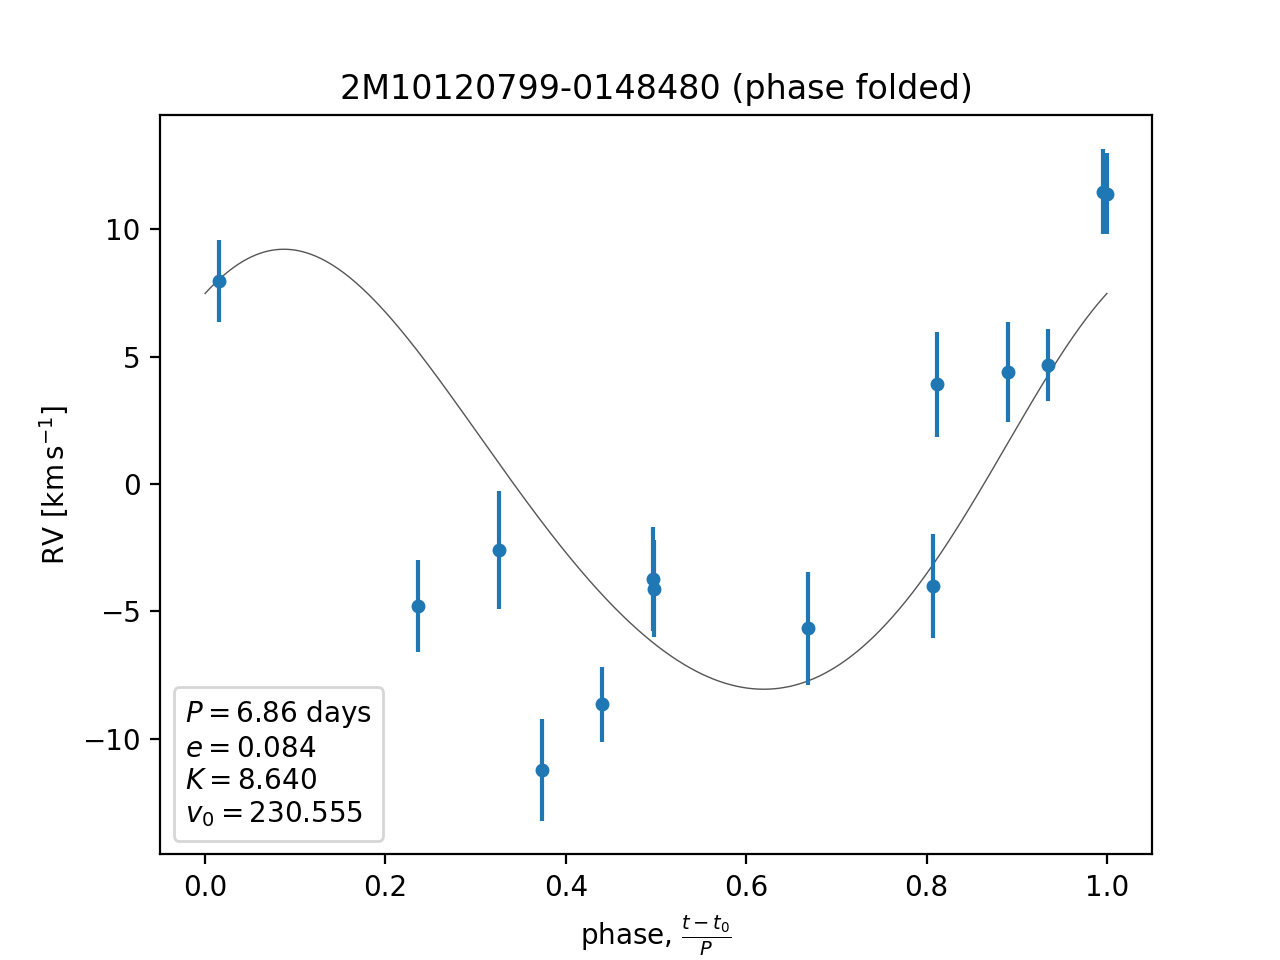 2M10120799-0148480 (phase folded)
10
5
0
−5
−10
RV [km s⁻¹]
P = 6.86 days
e = 0.084
K = 8.640
v₀ = 230.555
0.0 0.2 0.4 0.6 0.8 1.0
phase, (t − t₀)/P